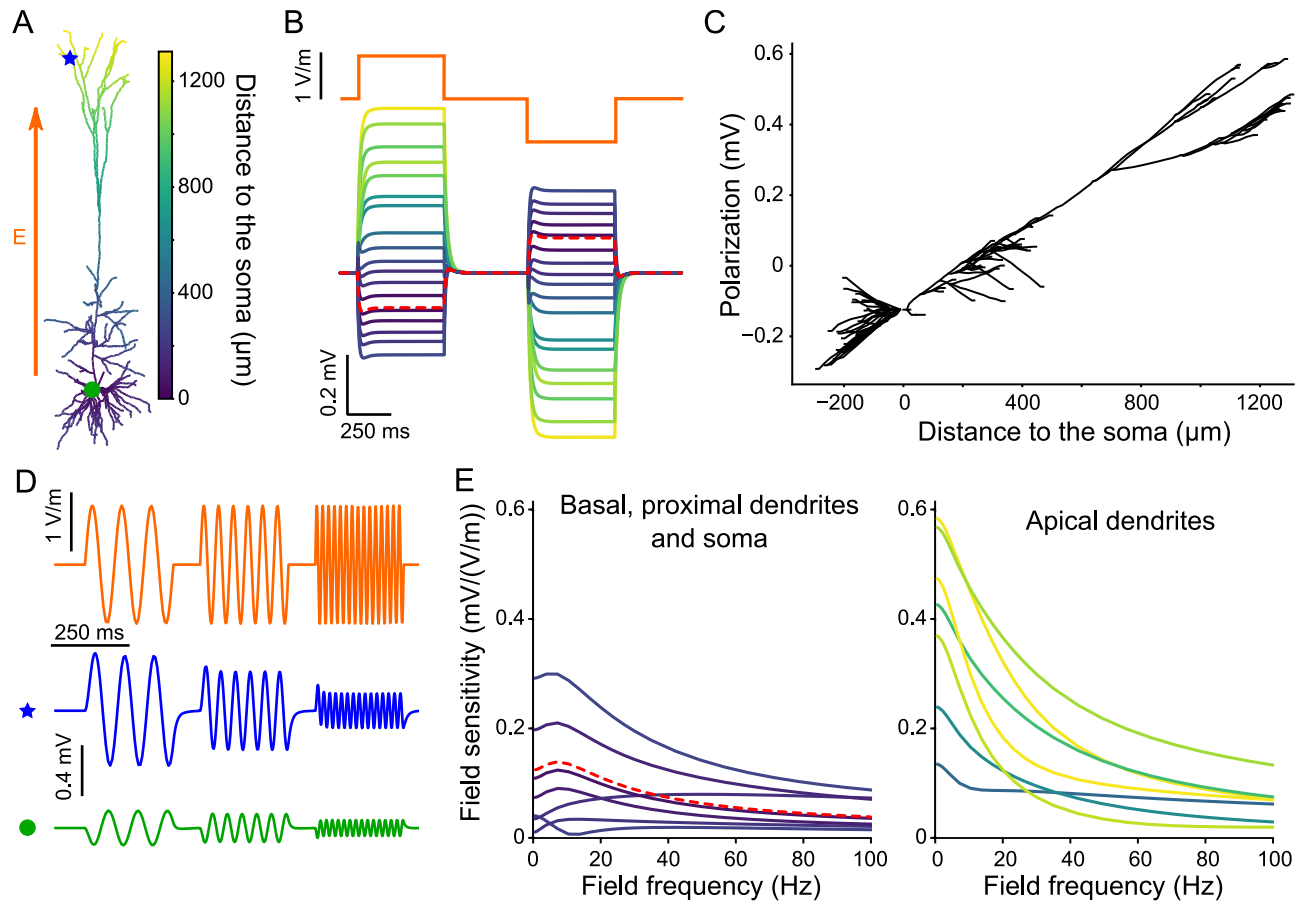 A
E
1200
800
400
0
Distance to the soma (µm)
B
1 V/m
0.2 mV
250 ms
C
Polarization (mV)
0.6
0.4
0.2
0
−0.2
−200
0
400
800
1200
Distance to the soma (µm)
D
1 V/m
250 ms
0.4 mV
E
Field sensitivity (mV/(V/m))
Basal, proximal dendrites
and soma
0.6
0.4
0.2
0
0
20
40
60
80
100
Field frequency (Hz)
Apical dendrites
0.6
0.4
0.2
0
0
20
40
60
80
100
Field frequency (Hz)